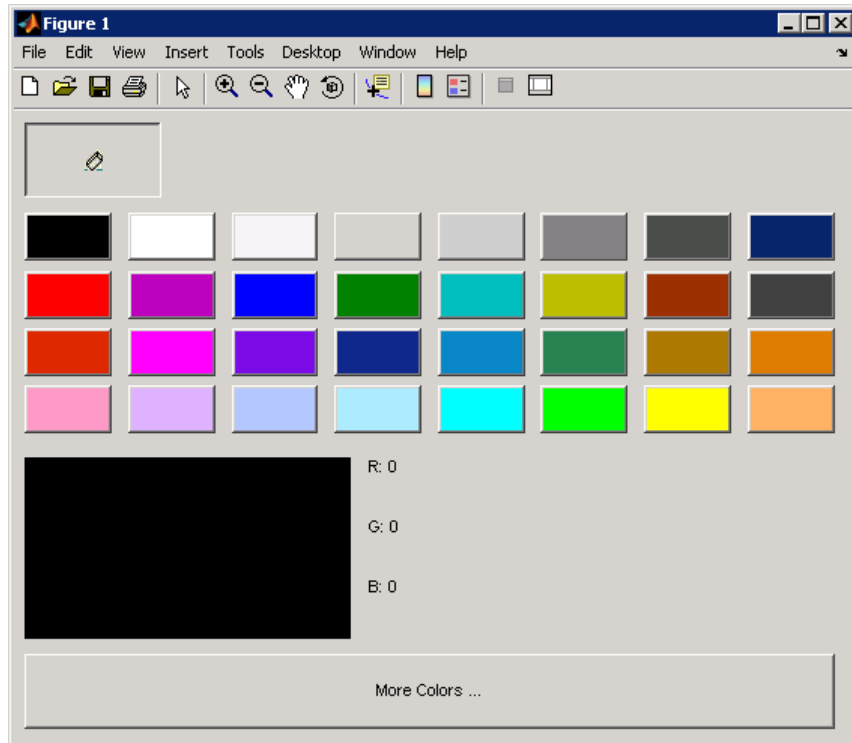 Figure 1
File Edit View Insert Tools Desktop Window Help
R: 0
G: 0
B: 0
More Colors ...